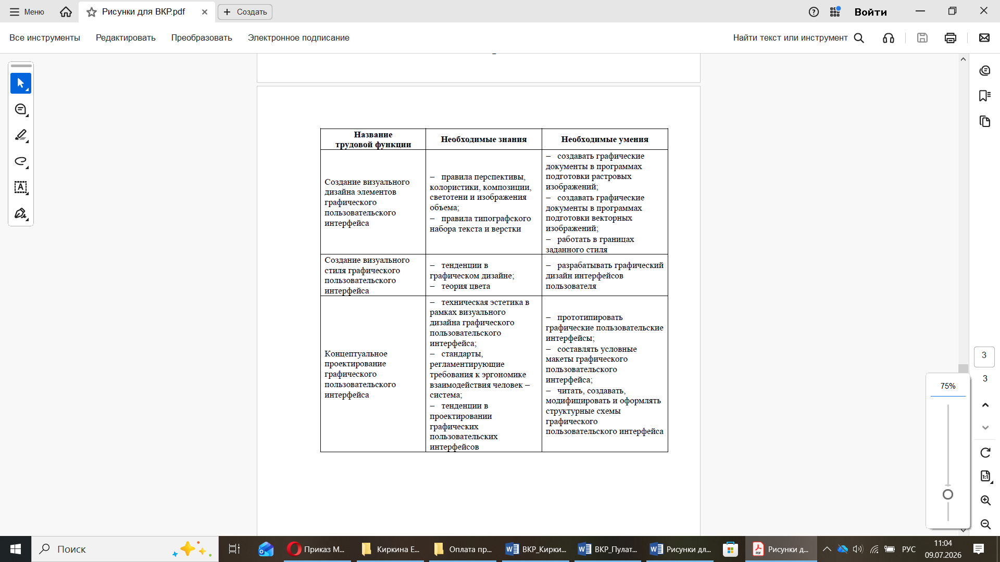 Меню
Рисунки для ВКР.pdf
Создать
Войти
Все инструменты
Редактировать
Преобразовать
Электронное подписание
Найти текст или инструмент
Название
трудовой функции
Необходимые знания
Необходимые умения
Создание визуального
дизайна элементов
графического
пользовательского
интерфейса
– правила перспективы,
колористики, композиции,
светотени и изображения
объема;
– правила типографского
набора текста и верстки
– создавать графические
документы в программах
подготовки растровых
изображений;
– создавать графические
документы в программах
подготовки векторных
изображений;
– работать в границах
заданного стиля
Создание визуального
стиля графического
пользовательского
интерфейса
– тенденции в
графическом дизайне;
– теория цвета
– разрабатывать графический
дизайн интерфейсов
пользователя
Концептуальное
проектирование
графического
пользовательского
интерфейса
– техническая эстетика в
рамках визуального
дизайна графического
пользовательского
интерфейса;
– стандарты,
регламентирующие
требования к эргономике
взаимодействия человек –
система;
– тенденции в
проектировании
графических
пользовательских
интерфейсов
– прототипировать
графические пользовательские
интерфейсы;
– составлять условные
макеты графического
пользовательского
интерфейса;
– читать, создавать,
модифицировать и оформлять
структурные схемы
графического
пользовательского интерфейса
3
3
75%
1:1
Поиск
Приказ М...
Киркина Е...
Оплата пр...
ВКР_Кирки...
ВКР_Пулат...
Рисунки дл...
Рисунки д...
РУС
11:04
09.07.2026